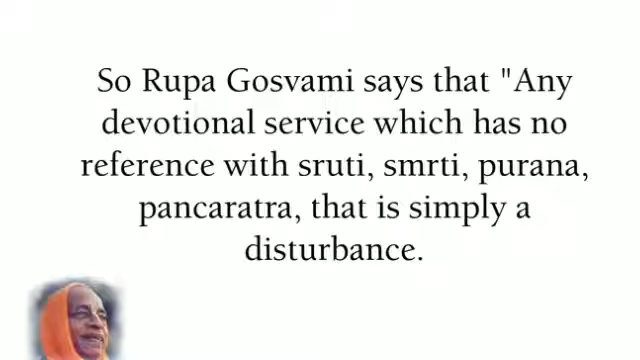 So Rupa Gosvami says that "Any
devotional service which has no
reference with sruti, smrti, purana,
pancaratra, that is simply a
disturbance.